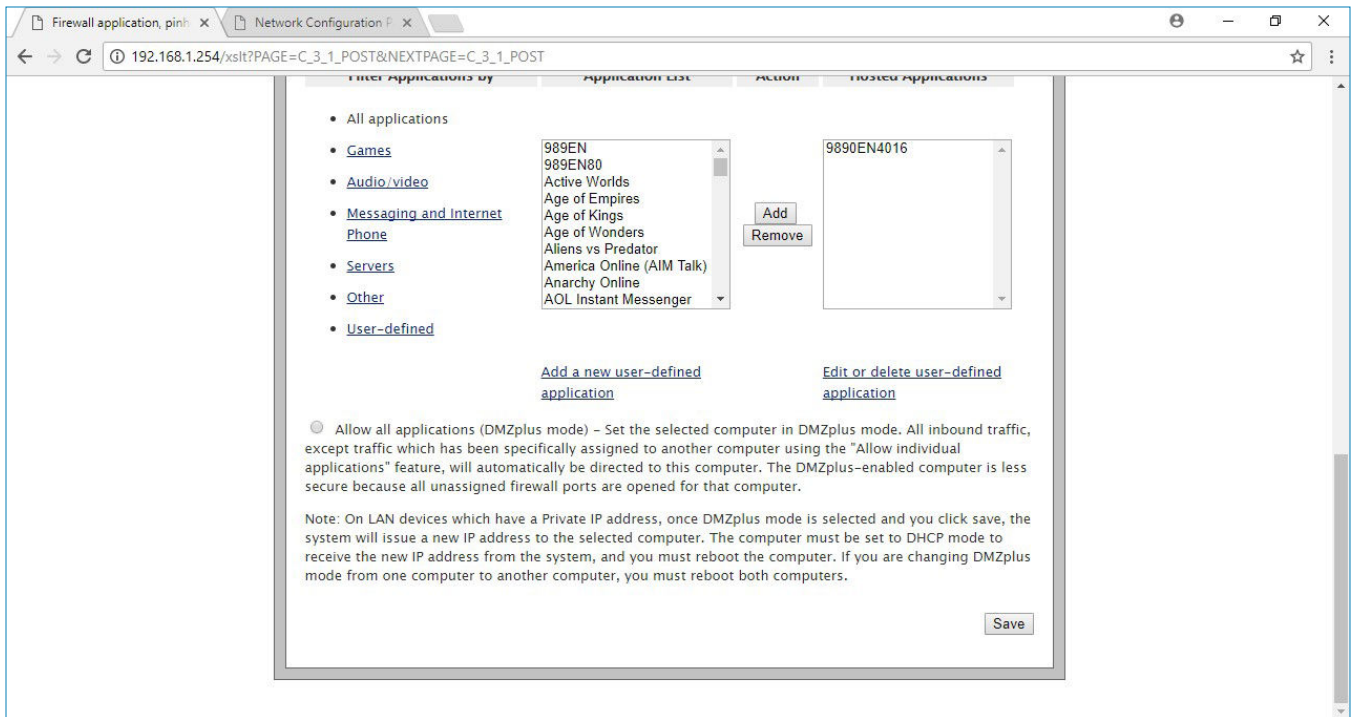 Firewall application, pinh
Network Configuration P
192.168.1.254/xslt?PAGE=C_3_1_POST&NEXTPAGE=C_3_1_POST
Filter Applications by Application List Action Hosted Applications
All applications
Games
Audio/video
Messaging and Internet
Phone
Servers
Other
User-defined
989EN
989EN80
Active Worlds
Age of Empires
Age of Kings
Age of Wonders
Aliens vs Predator
America Online (AIM Talk)
Anarchy Online
AOL Instant Messenger
Add
Remove
9890EN4016
Add a new user-defined
application
Edit or delete user-defined
application
Allow all applications (DMZplus mode) – Set the selected computer in DMZplus mode. All inbound traffic,
except traffic which has been specifically assigned to another computer using the "Allow individual
applications" feature, will automatically be directed to this computer. The DMZplus-enabled computer is less
secure because all unassigned firewall ports are opened for that computer.
Note: On LAN devices which have a Private IP address, once DMZplus mode is selected and you click save, the
system will issue a new IP address to the selected computer. The computer must be set to DHCP mode to
receive the new IP address from the system, and you must reboot the computer. If you are changing DMZplus
mode from one computer to another computer, you must reboot both computers.
Save